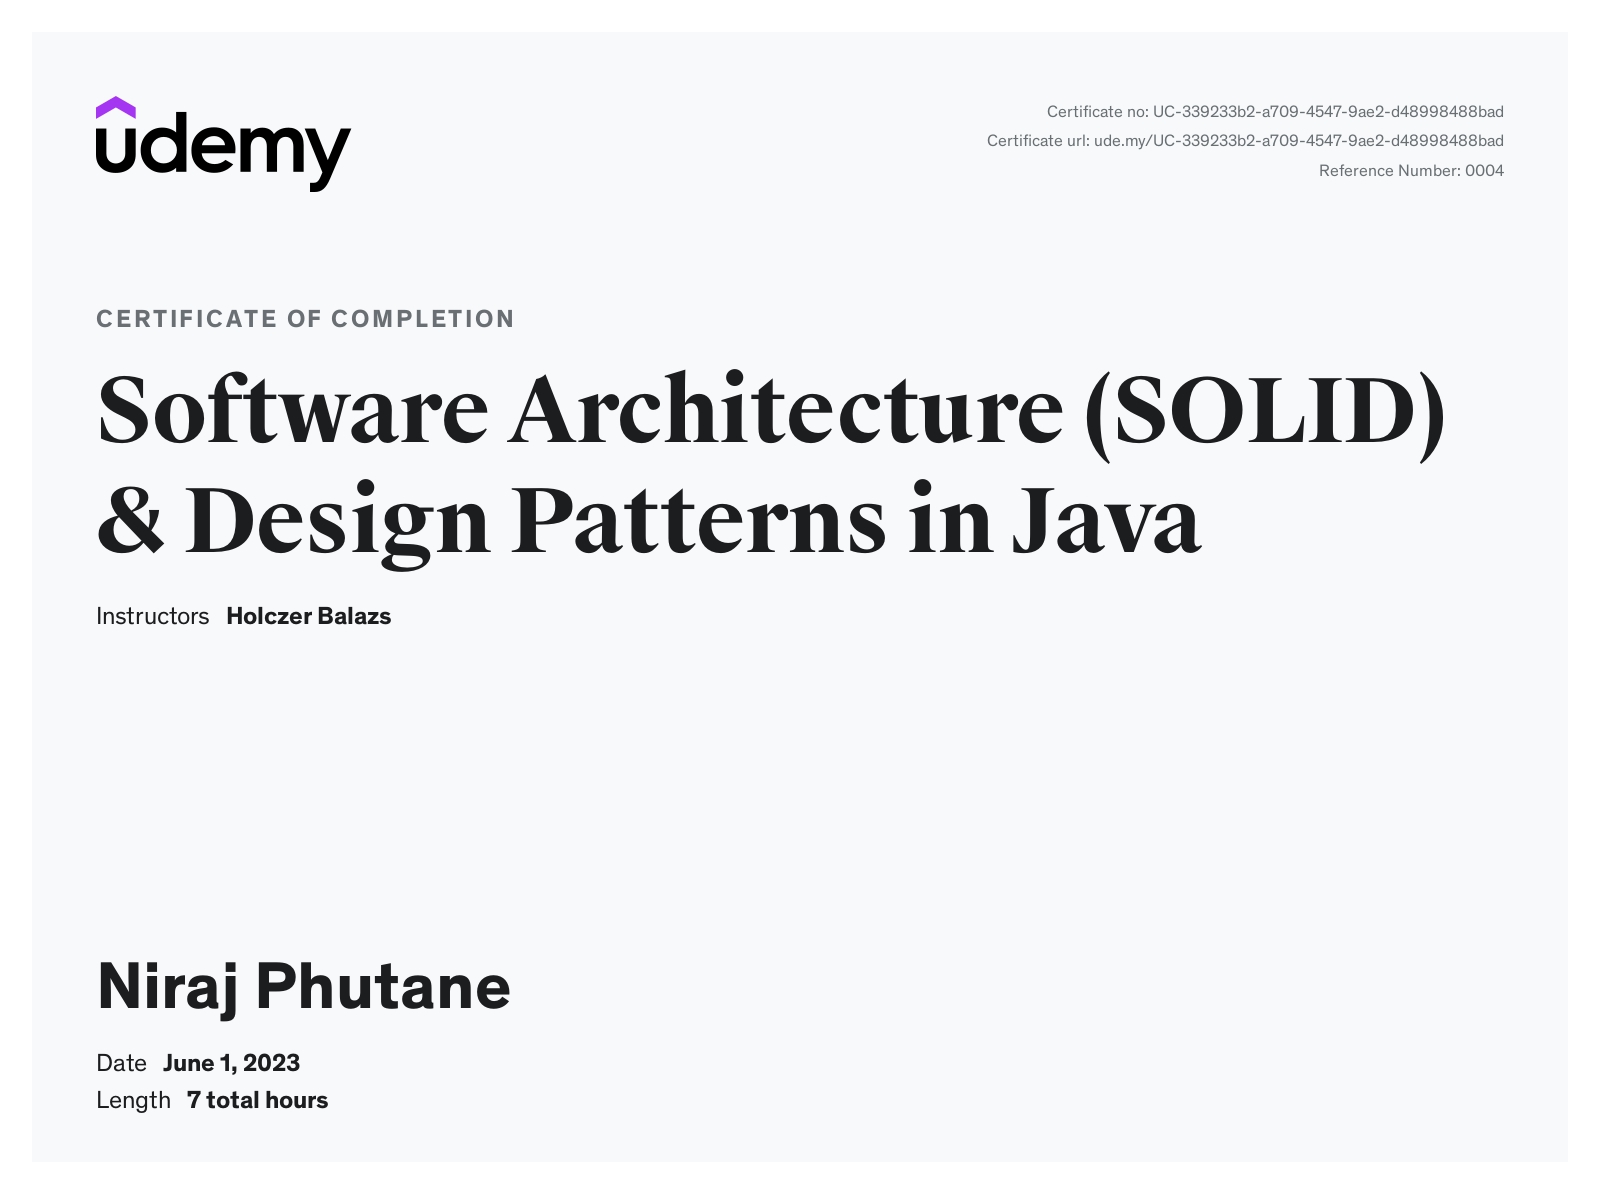 udemy
Certificate no: UC-339233b2-a709-4547-9ae2-d48998488bad
Certificate url: ude.my/UC-339233b2-a709-4547-9ae2-d48998488bad
Reference Number: 0004
CERTIFICATE OF COMPLETION
Software Architecture (SOLID)
& Design Patterns in Java
Instructors Holczer Balazs
Niraj Phutane
Date June 1, 2023
Length 7 total hours